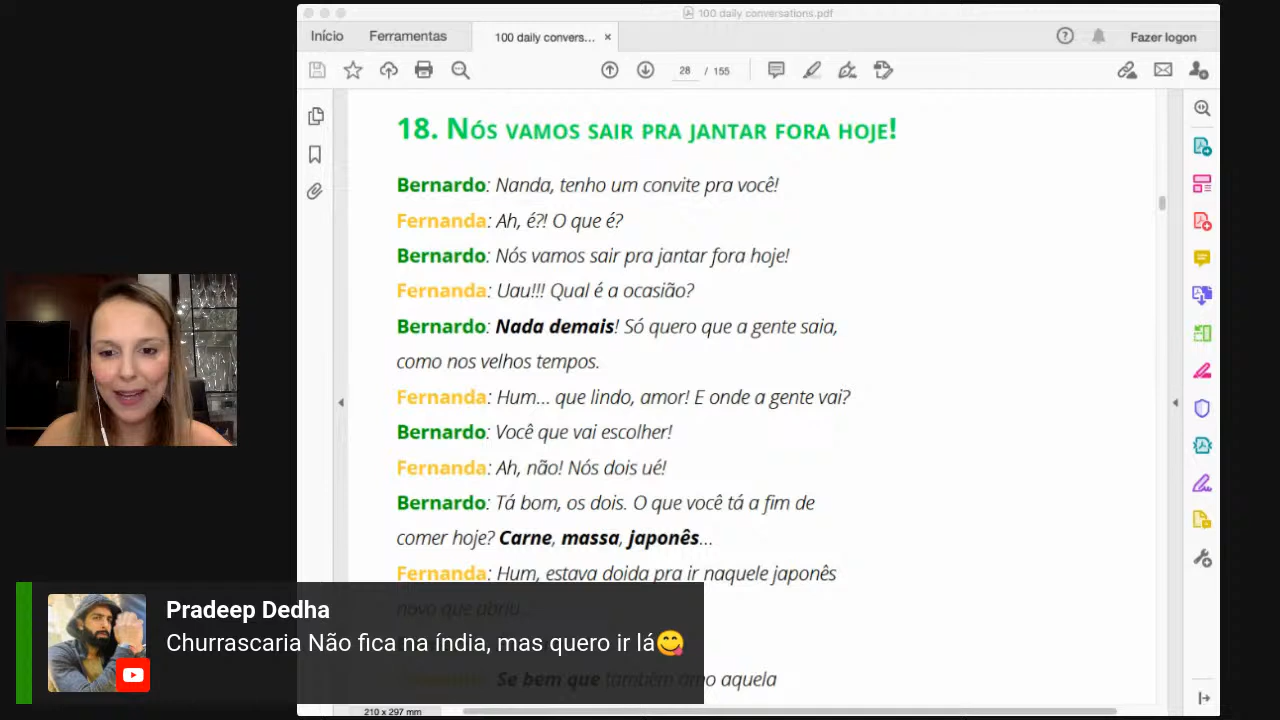 100 daily conversations.pdf
Início Ferramentas 100 daily convers... × Fazer logon
28 / 155
18. Nós vamos sair pra jantar fora hoje!
Bernardo: Nanda, tenho um convite pra você!
Fernanda: Ah, é?! O que é?
Bernardo: Nós vamos sair pra jantar fora hoje!
Fernanda: Uau!!! Qual é a ocasião?
Bernardo: Nada demais! Só quero que a gente saia,
como nos velhos tempos.
Fernanda: Hum... que lindo, amor! E onde a gente vai?
Bernardo: Você que vai escolher!
Fernanda: Ah, não! Nós dois ué!
Bernardo: Tá bom, os dois. O que você tá a fim de
comer hoje? Carne, massa, japonês...
Fernanda: Hum, estava doida pra ir naquele japonês
novo que abriu...
Pradeep Dedha
Churrascaria Não fica na índia, mas quero ir lá😋
Se bem que também amo aquela
210 x 297 mm